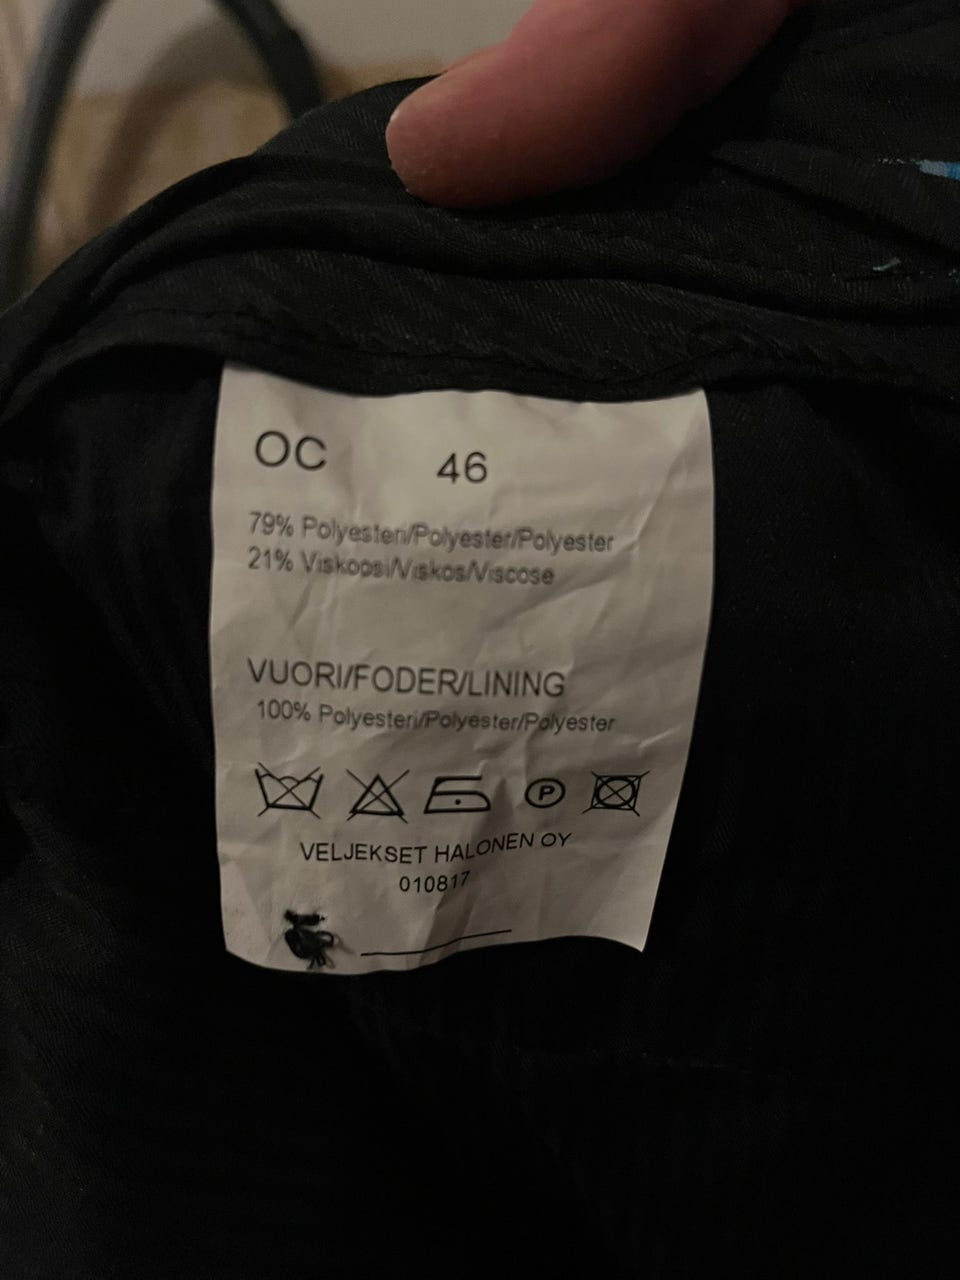 OC 46
79% Polyesteri/Polyester/Polyester
21% Viskoosi/Viskos/Viscose
VUORI/FODER/LINING
100% Polyesteri/Polyester/Polyester
P
VELJEKSET HALONEN OY
010817